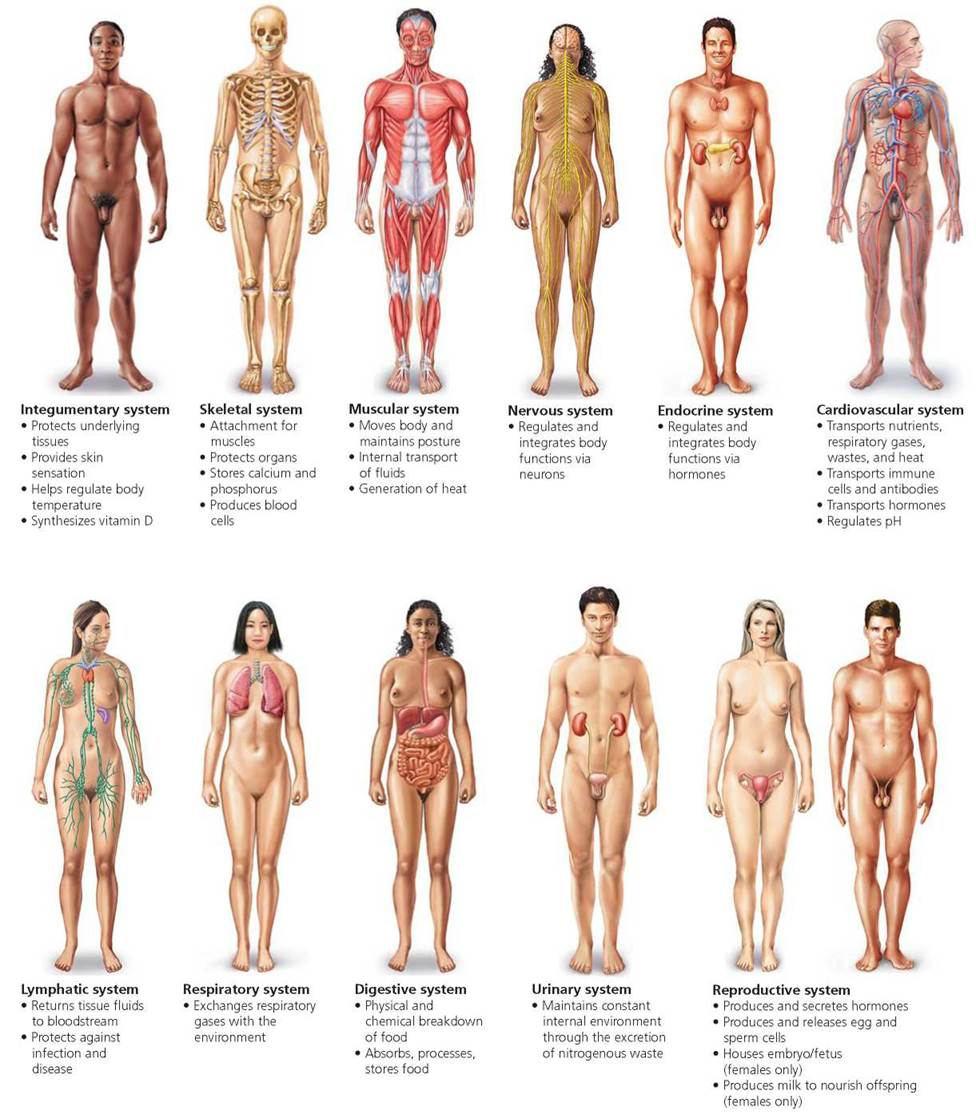 Integumentary system
• Protects underlying
tissues
• Provides skin
sensation
• Helps regulate body
temperature
• Synthesizes vitamin D
Skeletal system
• Attachment for
muscles
• Protects organs
• Stores calcium and
phosphorus
• Produces blood
cells
Muscular system
• Moves body and
maintains posture
• Internal transport
of fluids
• Generation of heat
Nervous system
• Regulates and
integrates body
functions via
neurons
Endocrine system
• Regulates and
integrates body
functions via
hormones
Cardiovascular system
• Transports nutrients,
respiratory gases,
wastes, and heat
• Transports immune
cells and antibodies
• Transports hormones
• Regulates pH
Lymphatic system
• Returns tissue fluids
to bloodstream
• Protects against
infection and
disease
Respiratory system
• Exchanges respiratory
gases with the
environment
Digestive system
• Physical and
chemical breakdown
of food
• Absorbs, processes,
stores food
Urinary system
• Maintains constant
internal environment
through the excretion
of nitrogenous waste
Reproductive system
• Produces and secretes hormones
• Produces and releases egg and
sperm cells
• Houses embryo/fetus
(females only)
• Produces milk to nourish offspring
(females only)